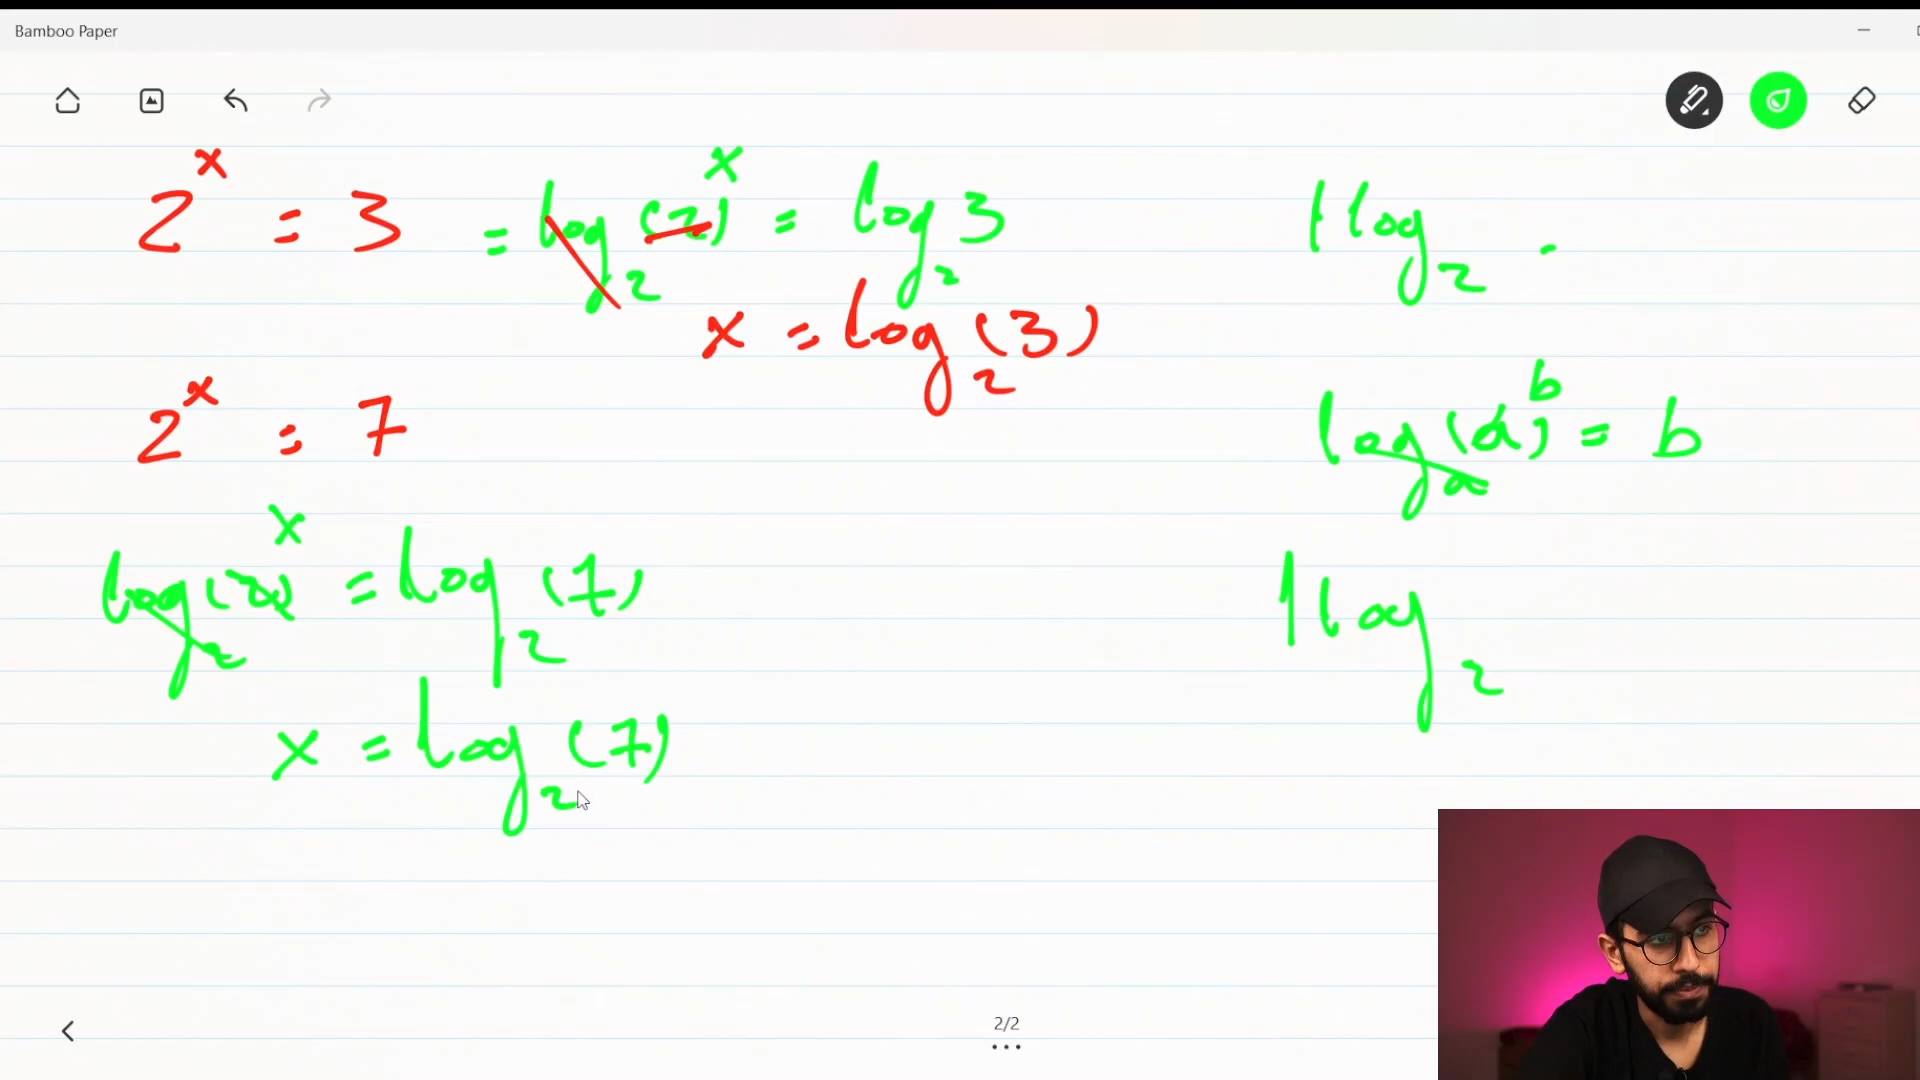 Bamboo Paper
2^x = 3 = log_2 (2)^x = log_2 3
x = log_2 (3)
2^x = 7
log_2 (2)^x = log_2 (7)
x = log_2 (7)
| log_2 .
log_a (a)^b = b
| log_2
2/2